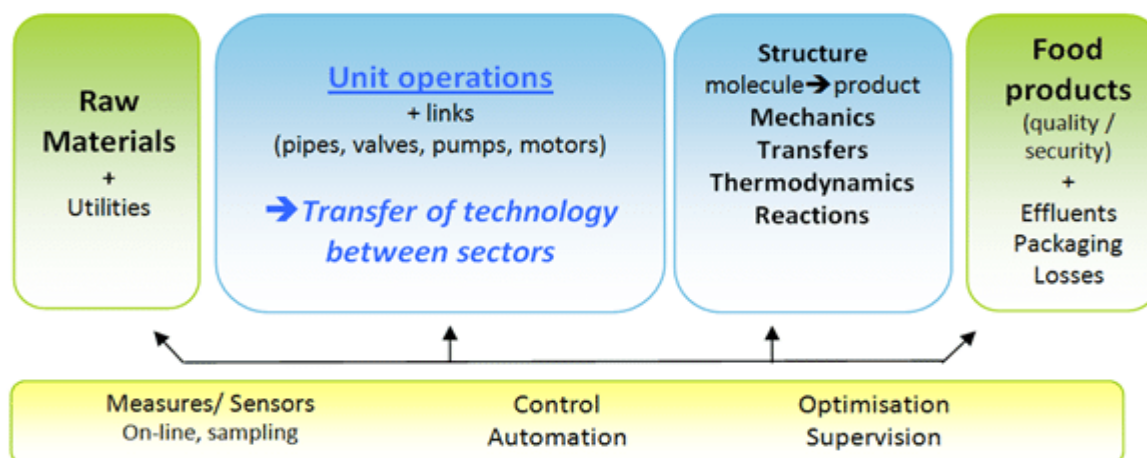 Raw
Materials
+
Utilities
Unit operations
+ links
(pipes, valves, pumps, motors)
➔ Transfer of technology
between sectors
Structure
molecule➔product
Mechanics
Transfers
Thermodynamics
Reactions
Food
products
(quality /
security)
+
Effluents
Packaging
Losses
Measures/ Sensors
On-line, sampling
Control
Automation
Optimisation
Supervision